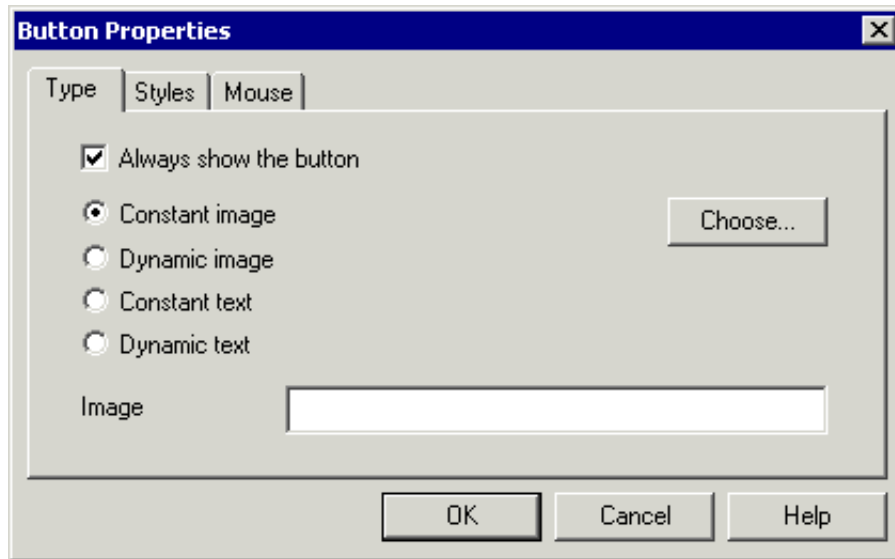 Button Properties
Type Styles Mouse
Always show the button
Constant image
Choose...
Dynamic image
Constant text
Dynamic text
Image
OK Cancel Help